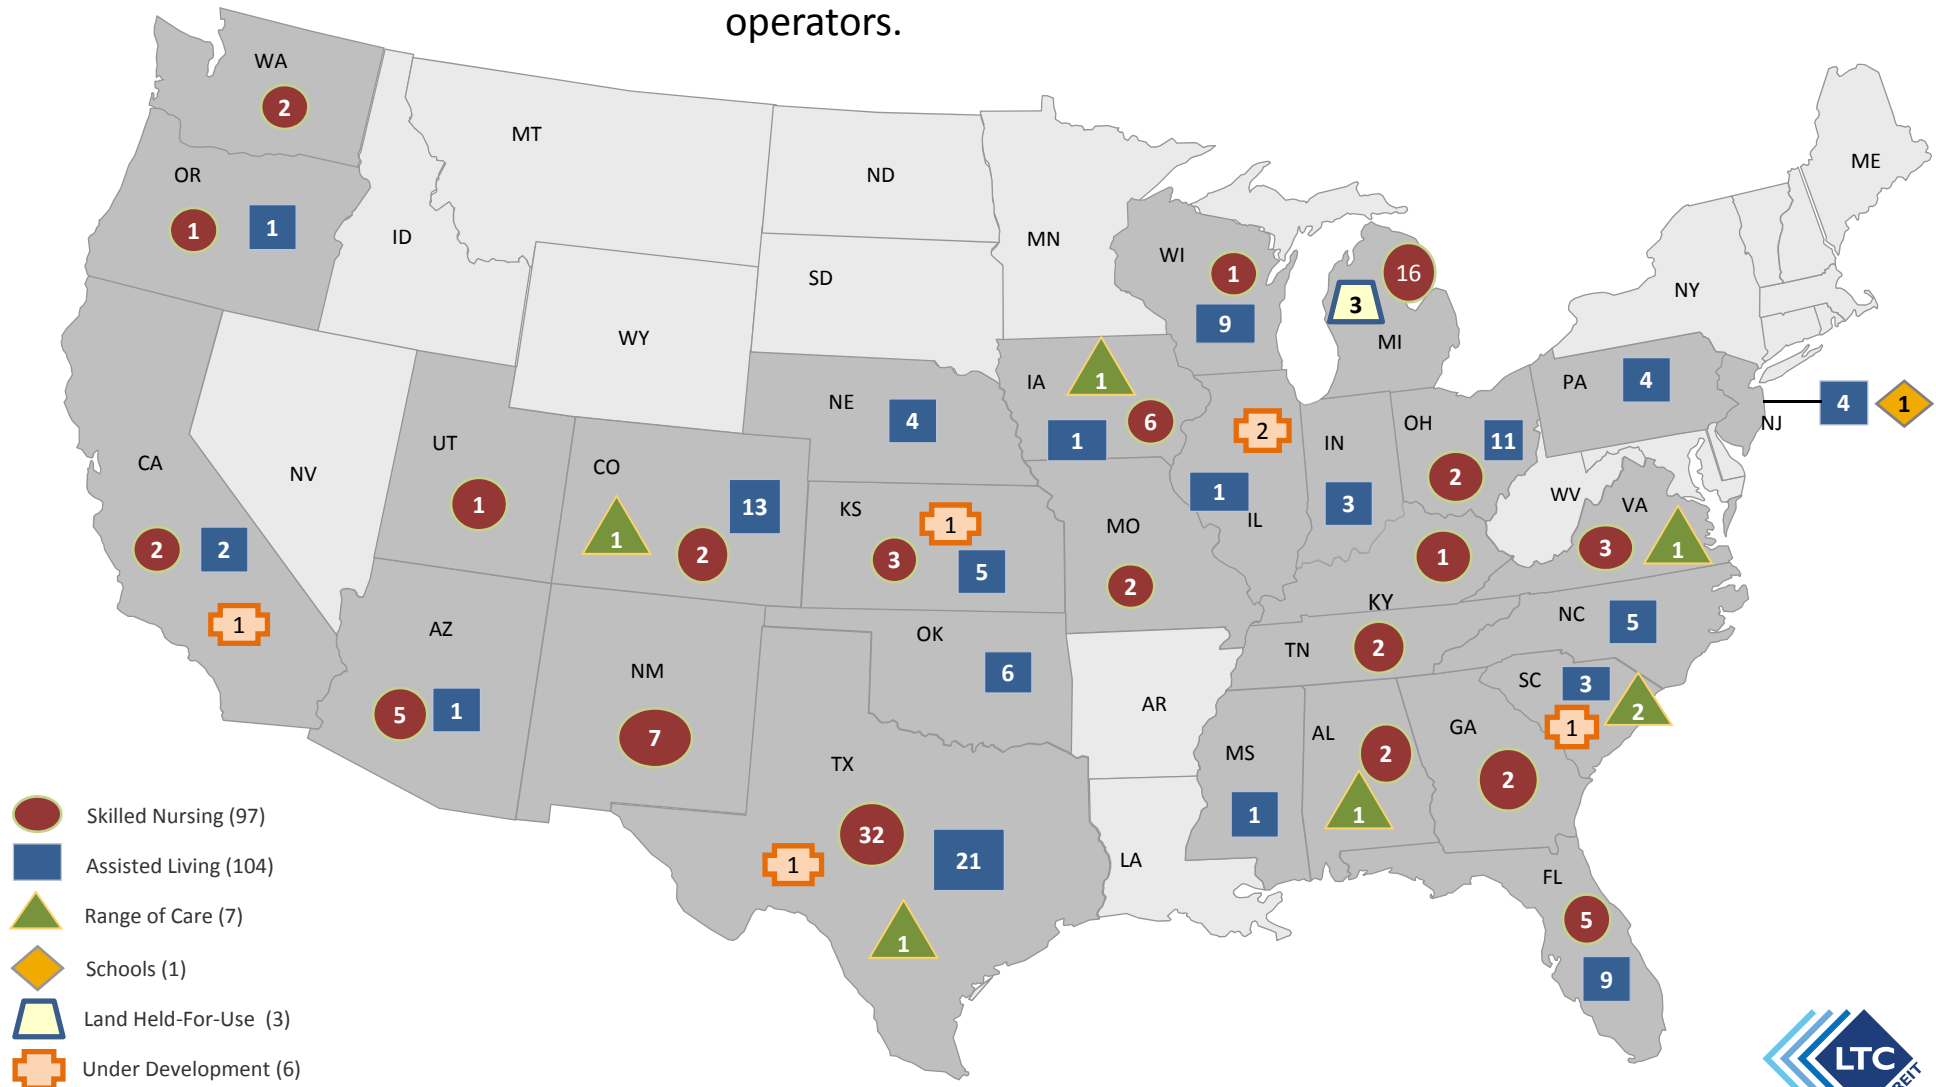 operators.
WA
2
MT
ND
ME
OR
1
1
ID
MN
SD
WI
1
9
16
3
MI
NY
WY
IA
1
6
1
NE
4
PA
4
4
1
NJ
UT
1
CO
1
2
13
KS
1
3
5
2
1
IL
IN
3
OH
11
2
WV
VA
3
1
CA
2
2
1
NV
MO
2
1
KY
AZ
5
1
NM
7
OK
6
TN
2
NC
5
AR
SC
3
2
1
TX
32
21
1
1
MS
1
AL
2
1
GA
2
LA
FL
5
9
Skilled Nursing (97)
Assisted Living (104)
Range of Care (7)
Schools (1)
Land Held-For-Use (3)
Under Development (6)
LTC
REIT